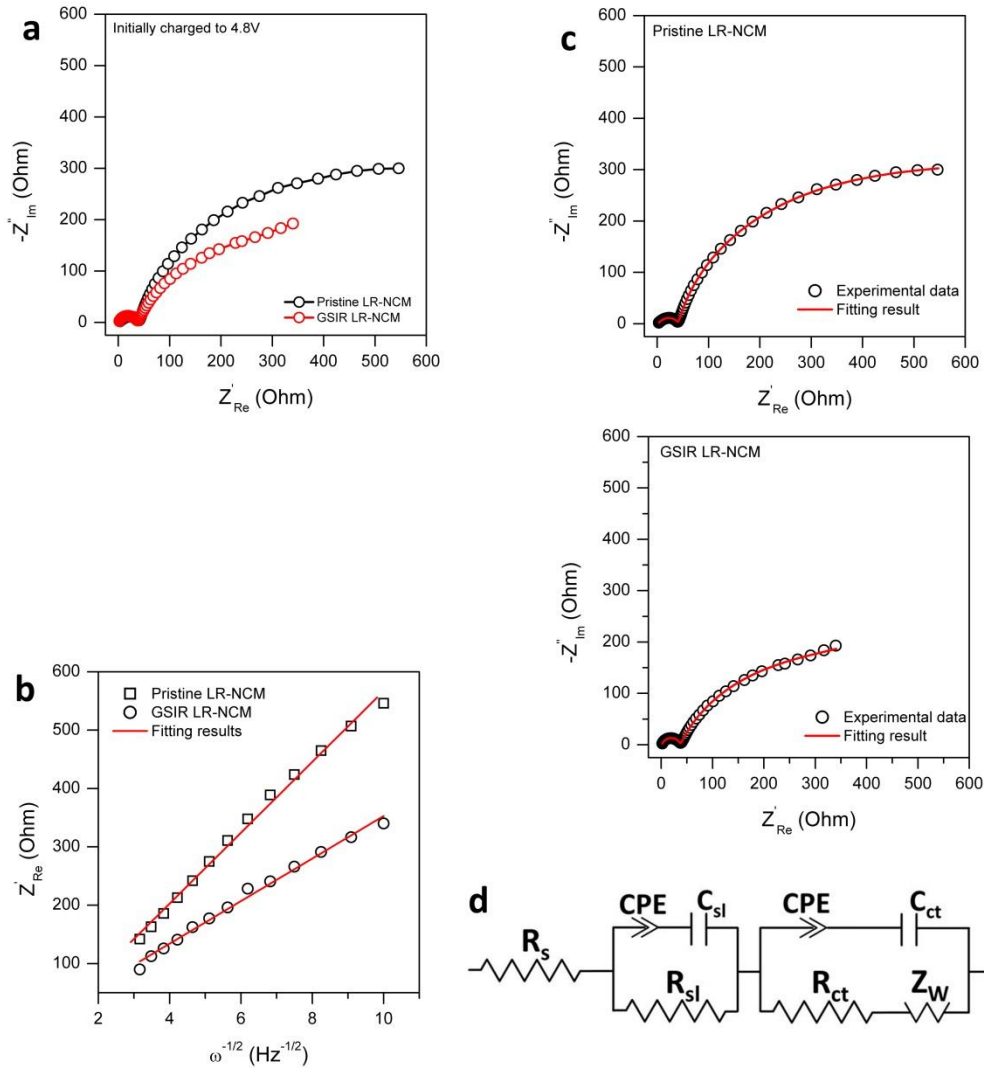 a
Initially charged to 4.8V
600
500
400
300
200
100
0
-Z"Im (Ohm)
Pristine LR-NCM
GSIR LR-NCM
0 100 200 300 400 500 600
Z'Re (Ohm)
c
Pristine LR-NCM
600
500
400
300
200
100
0
-Z"Im (Ohm)
Experimental data
Fitting result
0 100 200 300 400 500 600
Z'Re (Ohm)
GSIR LR-NCM
600
500
400
300
200
100
0
-Z"Im (Ohm)
Experimental data
Fitting result
0 100 200 300 400 500 600
Z'Re (Ohm)
b
Pristine LR-NCM
GSIR LR-NCM
Fitting results
600
500
400
300
200
100
Z'Re (Ohm)
2 4 6 8 10
ω-1/2 (Hz-1/2)
d
CPE Csl CPE Cct
Rs
Rsl Rct ZW